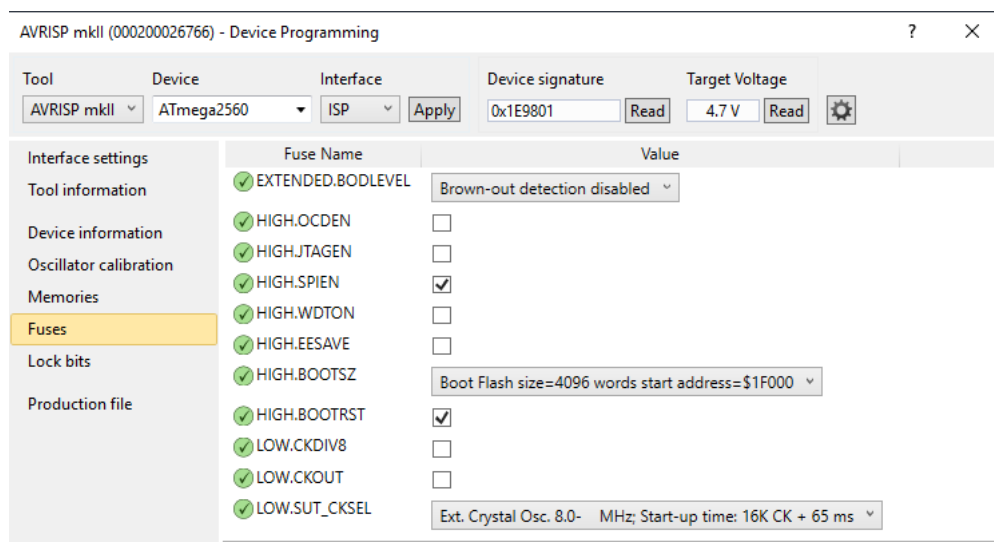 AVRISP mkII (000200026766) - Device Programming ?
Tool Device Interface Device signature Target Voltage
AVRISP mkII ATmega2560 ISP Apply 0x1E9801 Read 4.7 V Read
Interface settings
Tool information
Device information
Oscillator calibration
Memories
Fuses
Lock bits
Production file
Fuse Name Value
EXTENDED.BODLEVEL Brown-out detection disabled
HIGH.OCDEN
HIGH.JTAGEN
HIGH.SPIEN
HIGH.WDTON
HIGH.EESAVE
HIGH.BOOTSZ Boot Flash size=4096 words start address=$1F000
HIGH.BOOTRST
LOW.CKDIV8
LOW.CKOUT
LOW.SUT_CKSEL Ext. Crystal Osc. 8.0- MHz; Start-up time: 16K CK + 65 ms